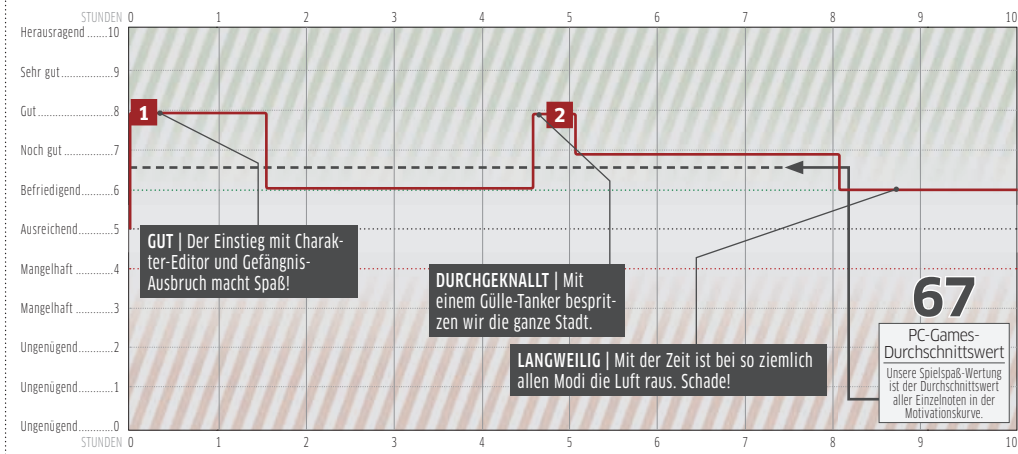 STUNDEN 0 1 2 3 4 5 6 7 8 9 10
Herausragend ......10
Sehr gut...............9
Gut.......................8
Noch gut ..............7
Befriedigend.........6
Ausreichend..........5
Mangelhaft ...........4
Mangelhaft ...........3
Ungenügend..........2
Ungenügend..........1
Ungenügend..........0
STUNDEN 0 1 2 3 4 5 6 7 8 9 10
1
GUT | Der Einstieg mit Charak-
ter-Editor und Gefängnis-
Ausbruch macht Spaß!
2
DURCHGEKNALLT | Mit
einem Gülle-Tanker besprit-
zen wir die ganze Stadt.
LANGWEILIG | Mit der Zeit ist bei so ziemlich
allen Modi die Luft raus. Schade!
67
PC-Games-
Durchschnittswert
Unsere Spielspaß-Wertung
ist der Durchschnittswert
aller Einzelnoten in der
Motivationskurve.